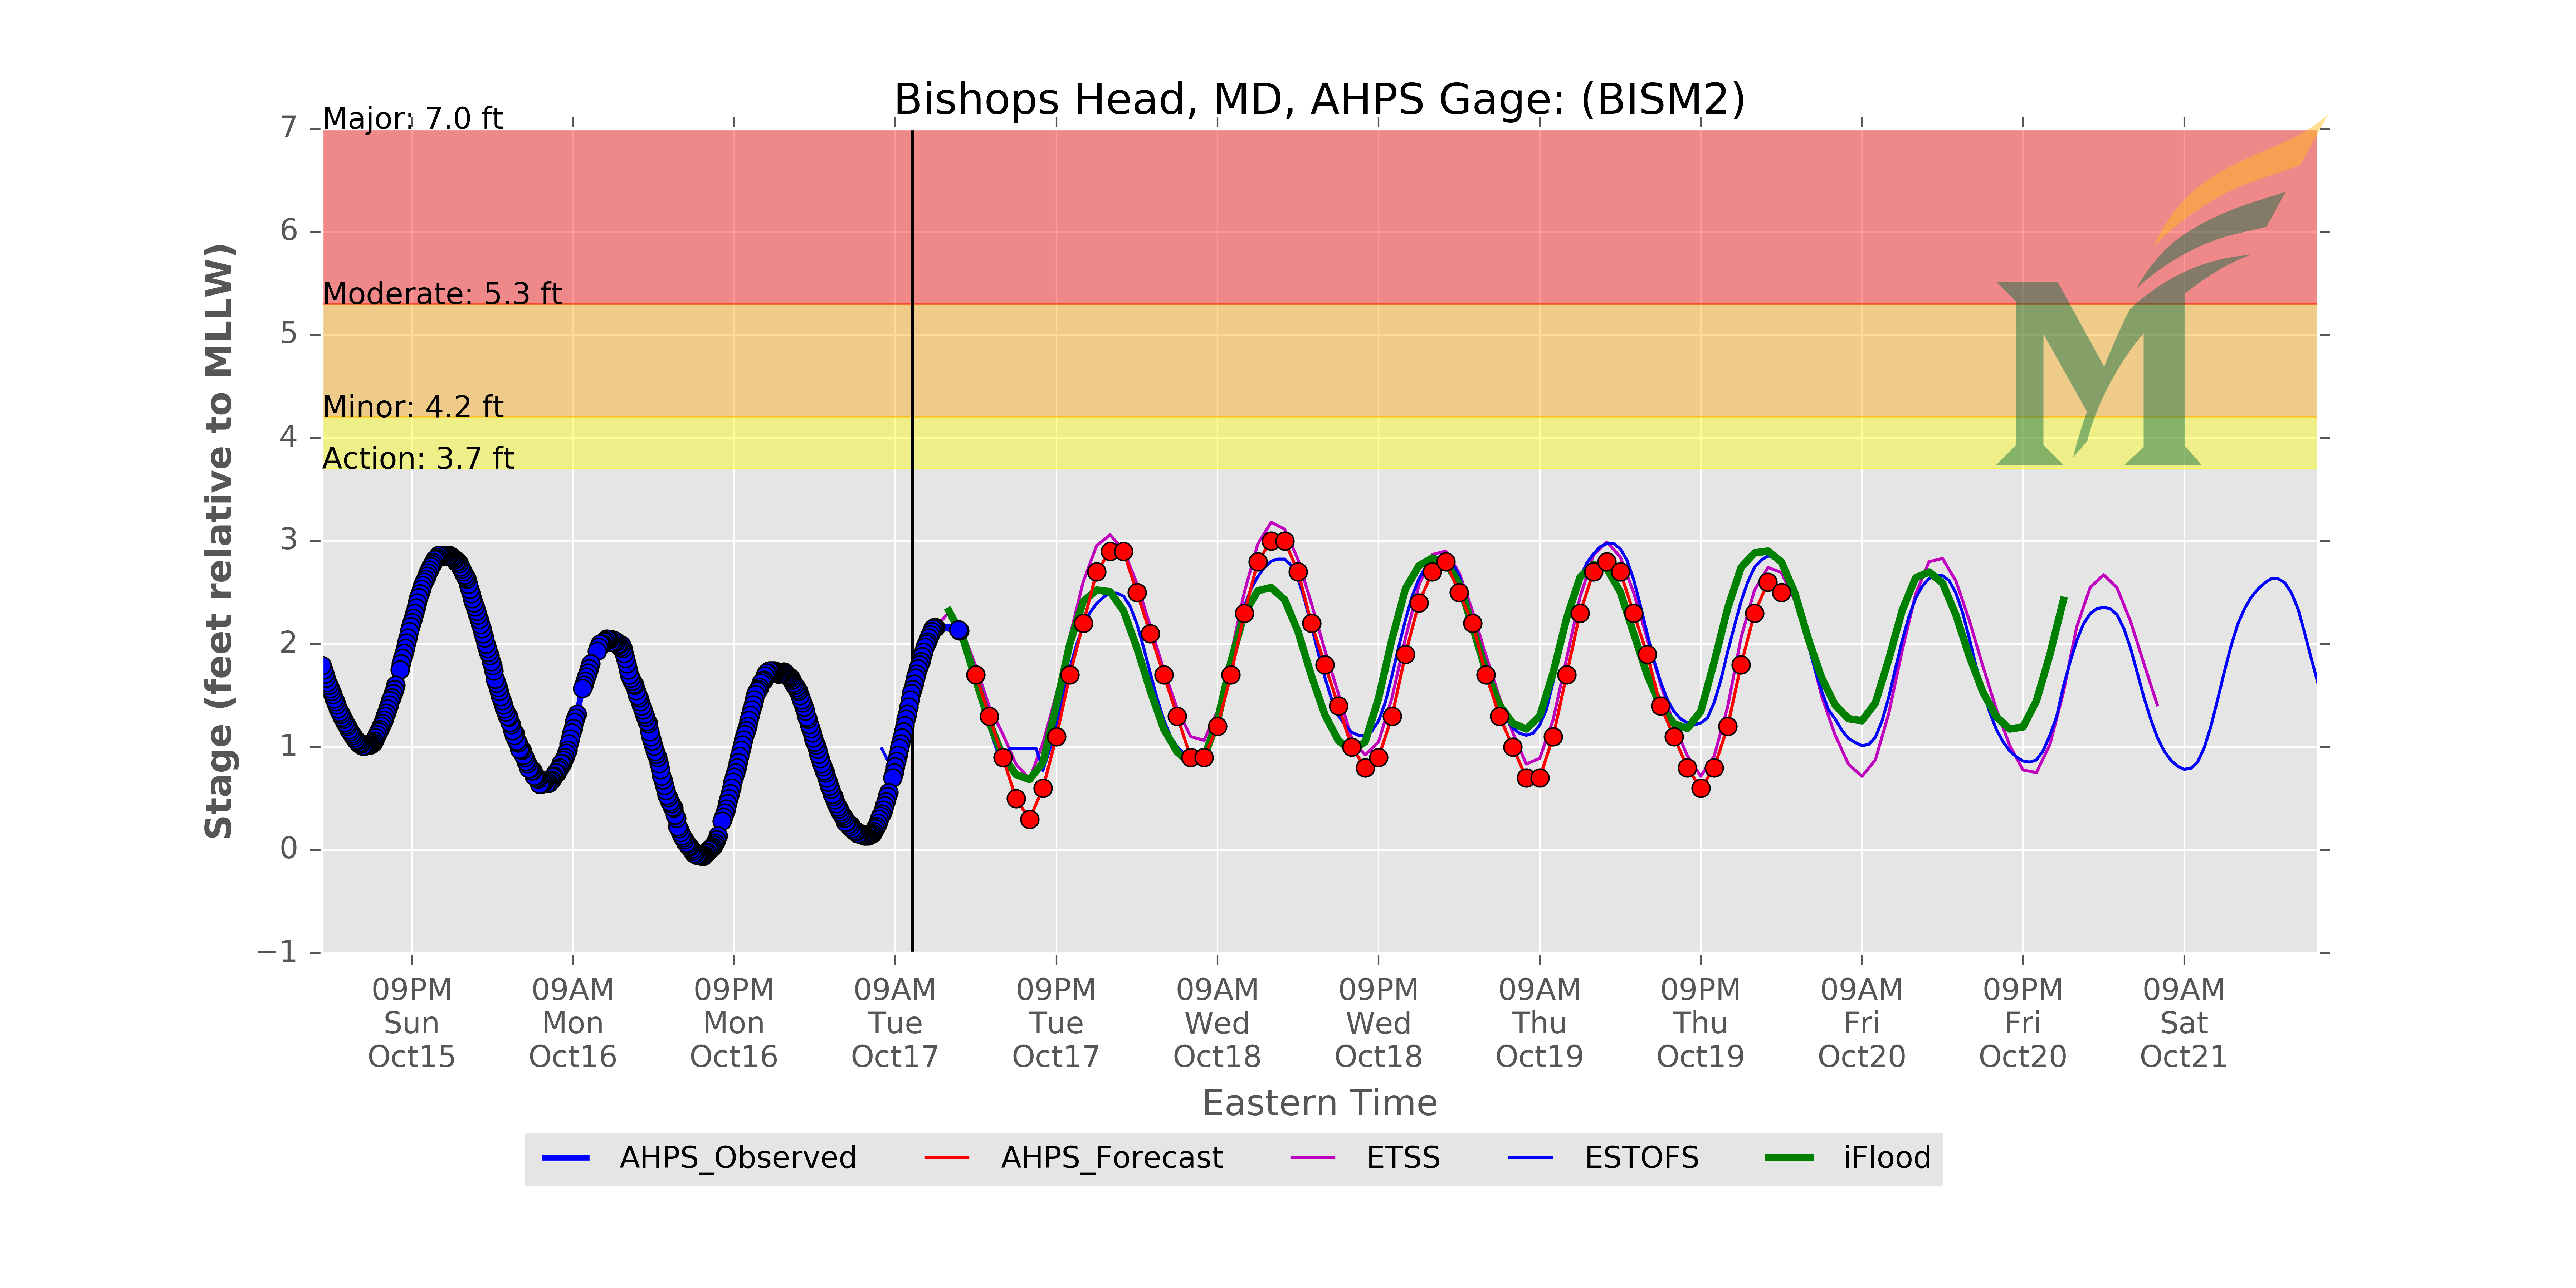 Bishops Head, MD, AHPS Gage: (BISM2)
Major: 7.0 ft
Moderate: 5.3 ft
Minor: 4.2 ft
Action: 3.7 ft
Stage (feet relative to MLLW)
7
6
5
4
3
2
1
0
−1
09PM 09AM 09PM 09AM 09PM 09AM 09PM 09AM 09PM 09AM 09PM 09AM
Sun Mon Mon Tue Tue Wed Wed Thu Thu Fri Fri Sat
Oct15 Oct16 Oct16 Oct17 Oct17 Oct18 Oct18 Oct19 Oct19 Oct20 Oct20 Oct21
Eastern Time
AHPS_Observed AHPS_Forecast ETSS ESTOFS iFlood
M